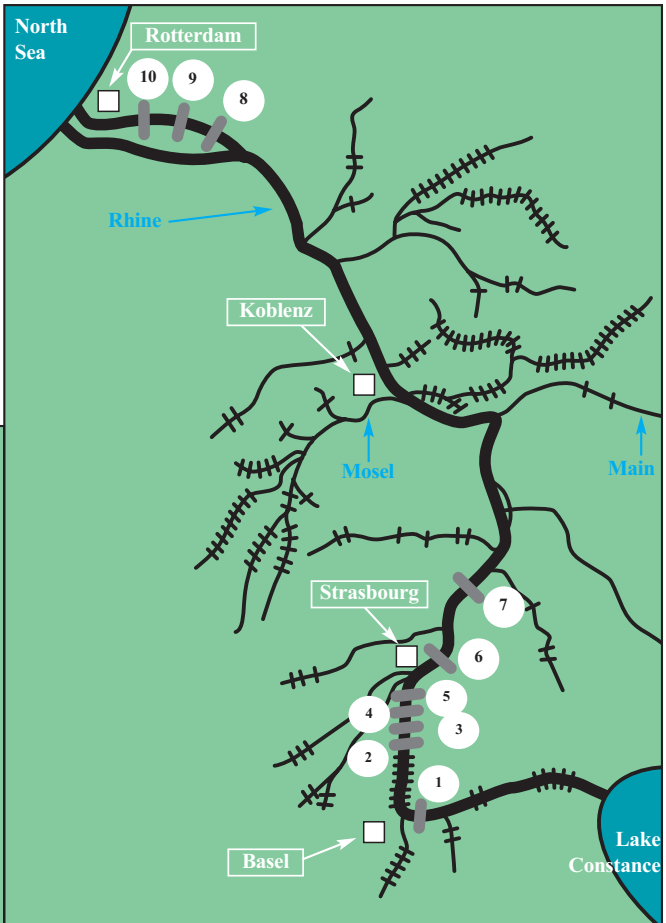 North
Sea
Rotterdam
10
9
8
Rhine
Koblenz
Mosel
Main
Strasbourg
7
6
5
4
3
2
1
Basel
Lake
Constance